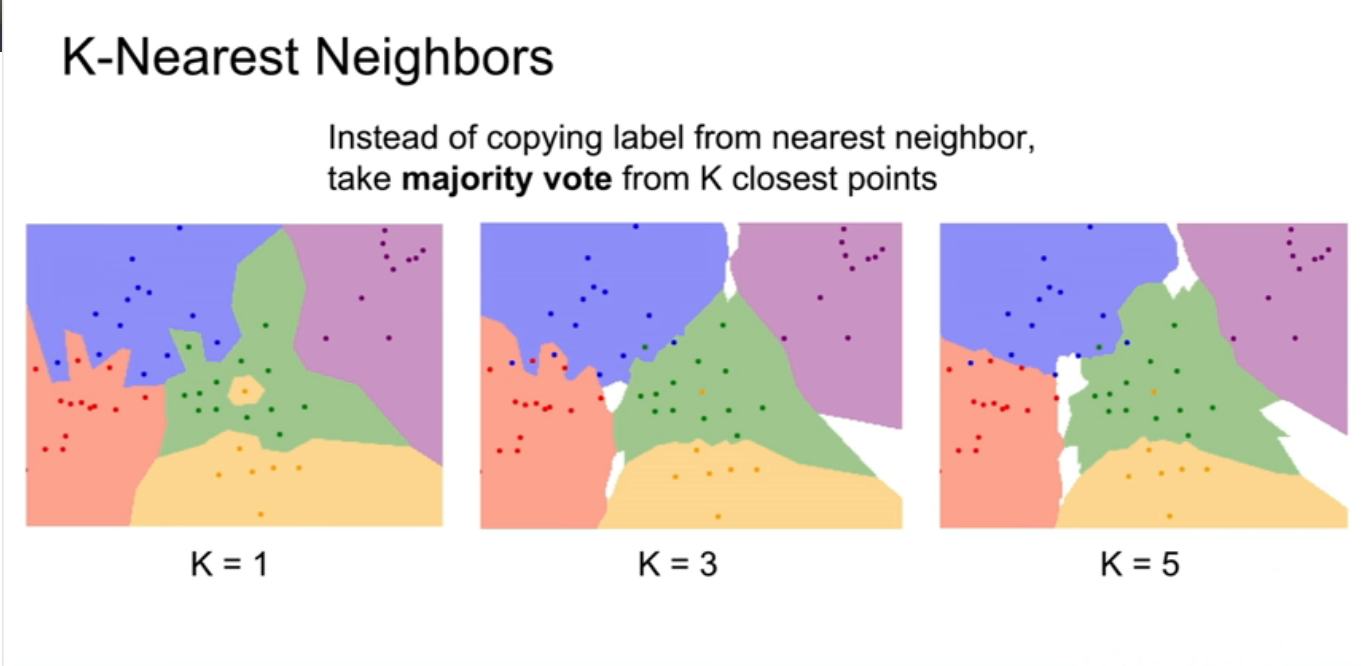 K-Nearest Neighbors
Instead of copying label from nearest neighbor,
take majority vote from K closest points
K = 1
K = 3
K = 5